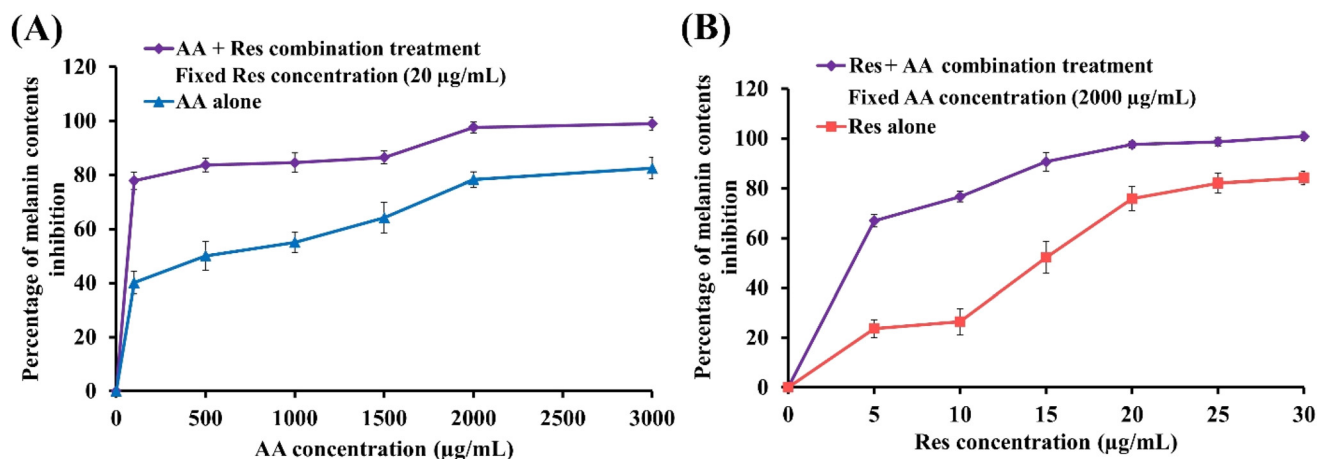 (A)
AA + Res combination treatment
Fixed Res concentration (20 µg/mL)
AA alone
Percentage of melanin contents
inhibition
120
100
80
60
40
20
0
0 500 1000 1500 2000 2500 3000
AA concentration (µg/mL)
(B)
Res + AA combination treatment
Fixed AA concentration (2000 µg/mL)
Res alone
Percentage of melanin contents
inhibition
120
100
80
60
40
20
0
0 5 10 15 20 25 30
Res concentration (µg/mL)